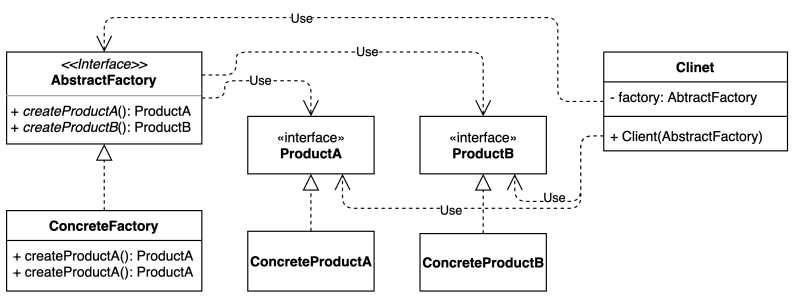 Use
<<Interface>>
AbstractFactory
+ createProductA(): ProductA
+ createProductB(): ProductB
Use
Use
Clinet
- factory: AbtractFactory
+ Client(AbstractFactory)
«interface»
ProductA
«interface»
ProductB
Use
Use
ConcreteFactory
+ createProductA(): ProductA
+ createProductA(): ProductA
ConcreteProductA
ConcreteProductB